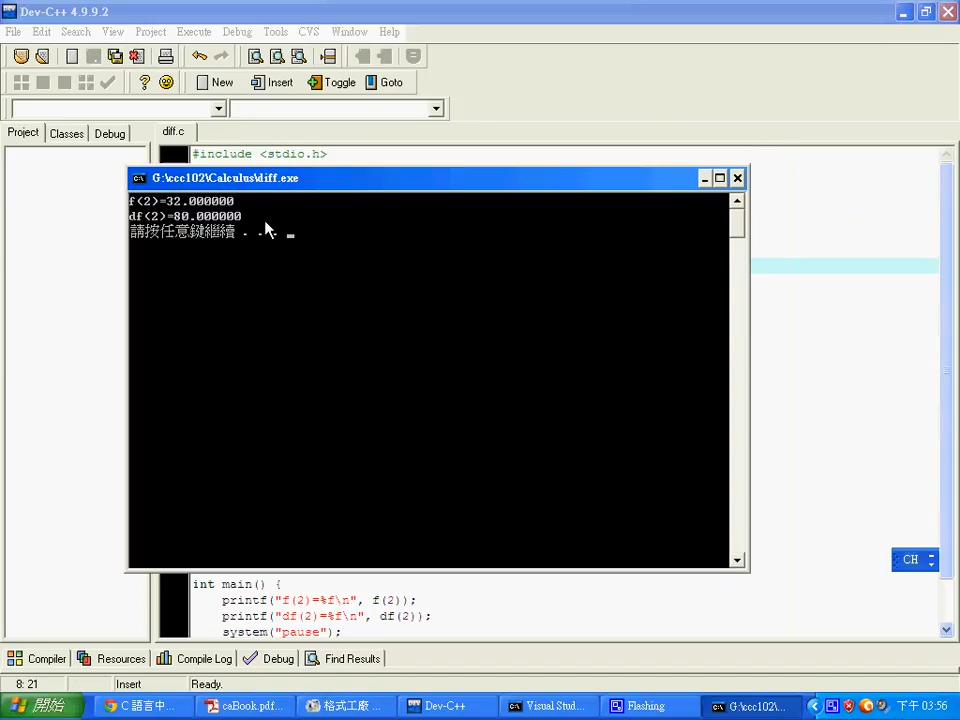 Dev-C++ 4.9.9.2
File Edit Search View Project Execute Debug Tools CVS Window Help
New Insert Toggle Goto
Project Classes Debug diff.c
#include <stdio.h>
G:\ccc102\Calculus\diff.exe
f(2)=32.000000
df(2)=80.000000
請按任意鍵繼續 . . .
CH
int main() {
printf("f(2)=%f\n", f(2));
printf("df(2)=%f\n", df(2));
system("pause");
Compiler Resources Compile Log Debug Find Results
8: 21 Insert Ready.
開始 C 語言中... caBook.pdf... 格式工廠 ... Dev-C++ Visual Stud... Flashing G:\ccc102\... 下午 03:56